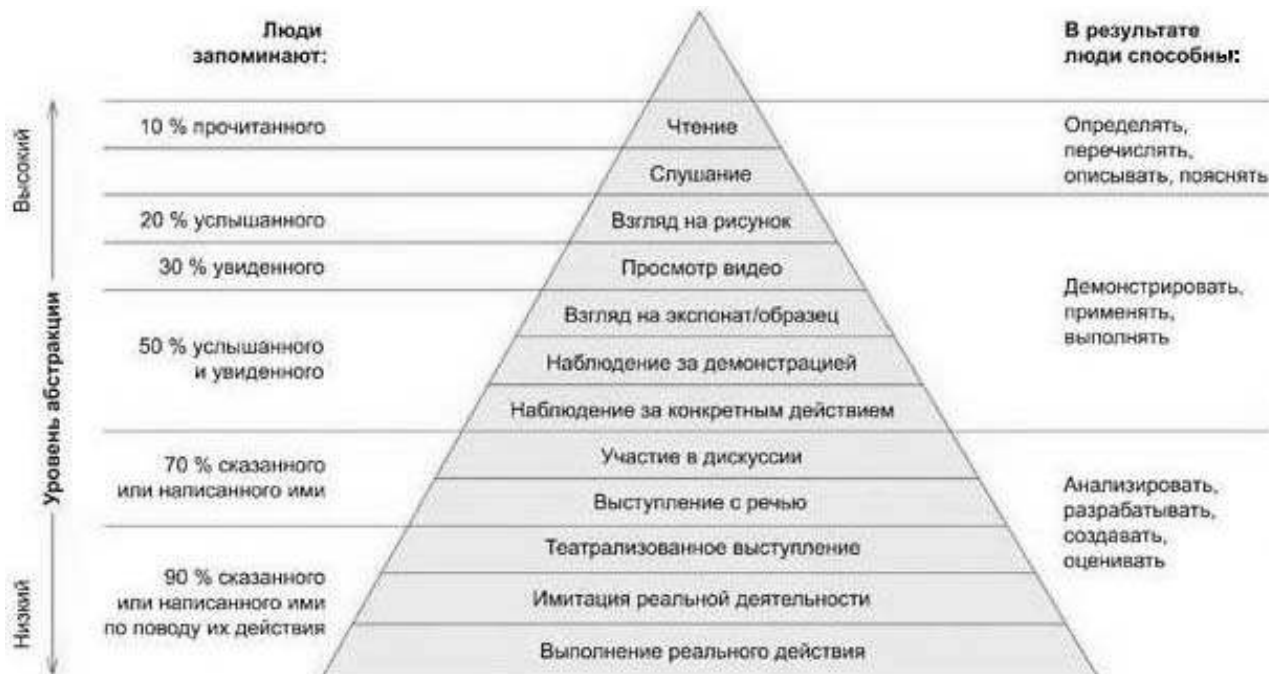 Люди
запоминают:
В результате
люди способны:
Высокий
Уровень абстракции
Низкий
10 % прочитанного
20 % услышанного
30 % увиденного
50 % услышанного
и увиденного
70 % сказанного
или написанного ими
90 % сказанного
или написанного ими
по поводу их действия
Чтение
Слушание
Взгляд на рисунок
Просмотр видео
Взгляд на экспонат/образец
Наблюдение за демонстрацией
Наблюдение за конкретным действием
Участие в дискуссии
Выступление с речью
Театрализованное выступление
Имитация реальной деятельности
Выполнение реального действия
Определять,
перечислять,
описывать, пояснять
Демонстрировать,
применять,
выполнять
Анализировать,
разрабатывать,
создавать,
оценивать